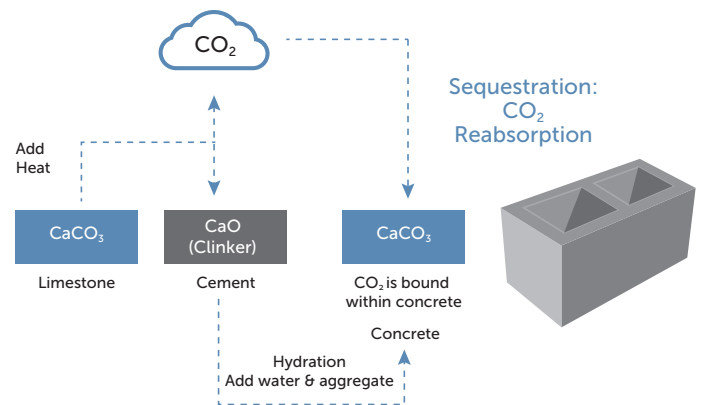 CO₂
Sequestration:
CO₂
Reabsorption
Add
Heat
CaCO₃
CaO
(Clinker)
CaCO₃
Limestone
Cement
CO₂ is bound
within concrete
Concrete
Hydration
Add water & aggregate